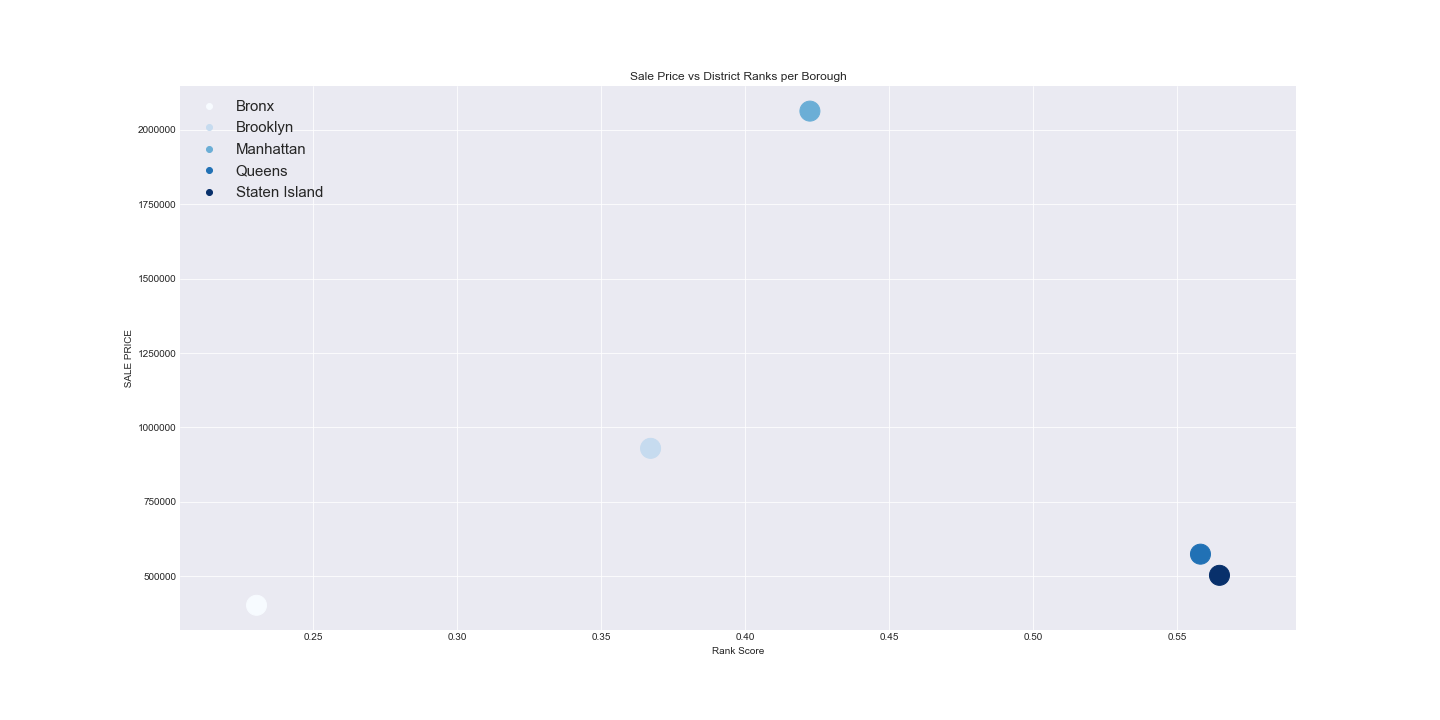 Sale Price vs District Ranks per Borough
Bronx
Brooklyn
Manhattan
Queens
Staten Island
2000000
1750000
1500000
1250000
1000000
750000
500000
SALE PRICE
0.25 0.30 0.35 0.40 0.45 0.50 0.55
Rank Score